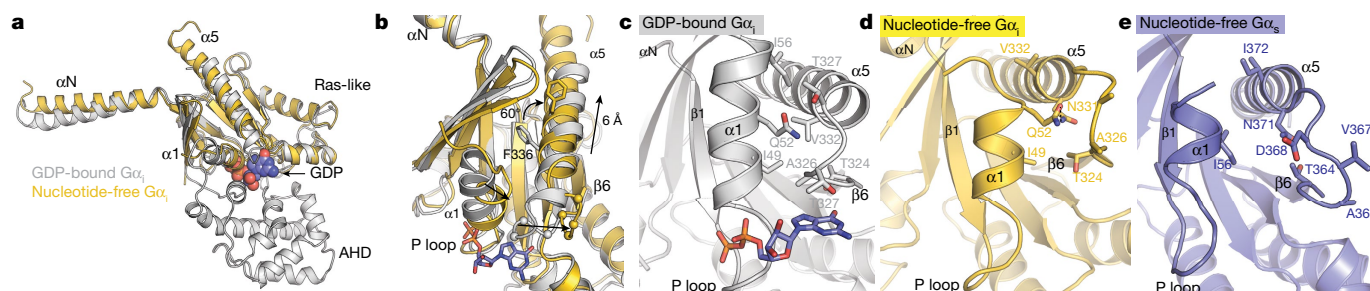 a
α5
αN
Ras-like
α1
GDP
GDP-bound Gαi
Nucleotide-free Gαi
AHD
b
αN
α5
60°
6 Å
F336
β6
α1
P loop
c
GDP-bound Gαi
αN
I56
T327
α5
β1
α1
Q52
V332
I49
A326
T324
β6
T327
P loop
d
Nucleotide-free Gαi
αN
V332
α5
N331
β1
Q52
A326
I49
β6
T324
α1
P loop
e
Nucleotide-free Gαs
I372
α5
β1
N371
V367
α1
D368
I56
T364
β6
A36
P loop